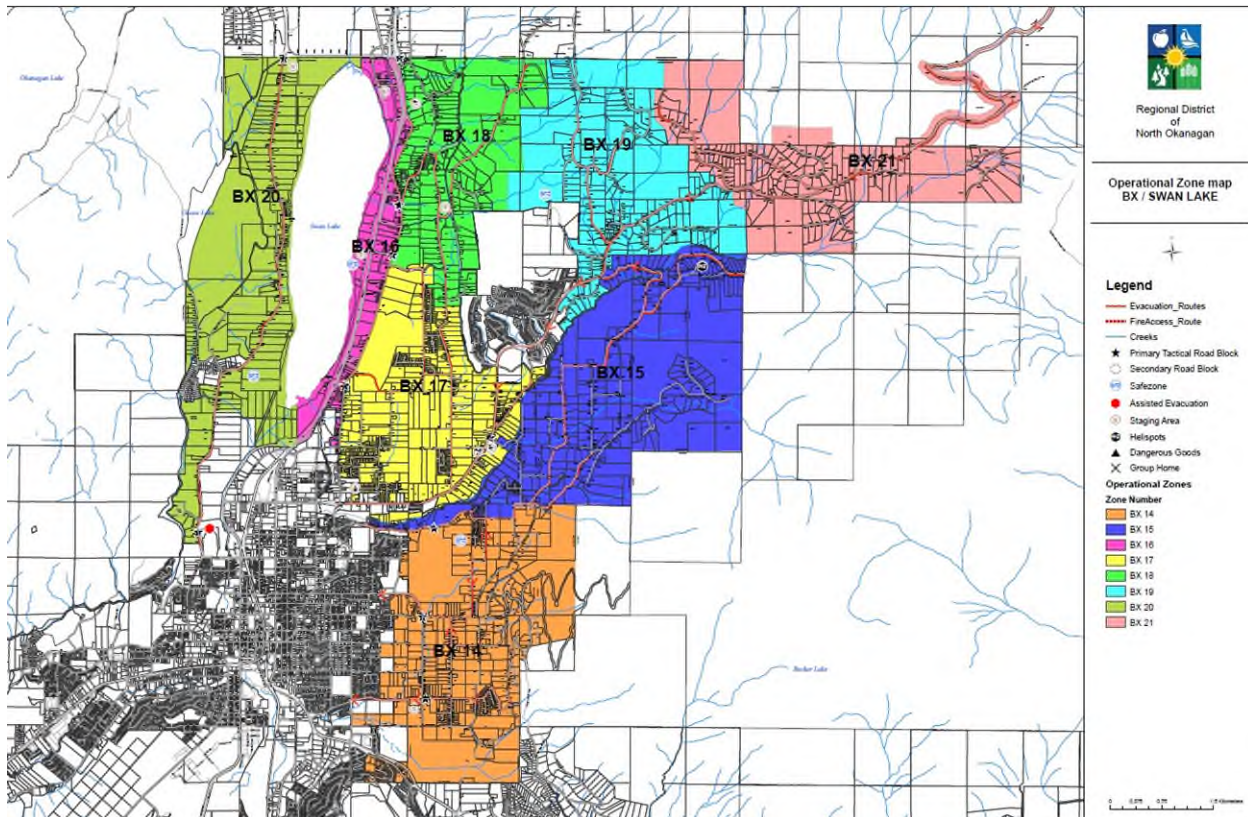 Okanagan Lake
Swan Lake
BX 18
BX 19
BX 21
BX 20
BX 16
BX 15
BX 17
BX 14
Becker Lake
Regional District
of
North Okanagan
Operational Zone map
BX / SWAN LAKE
Legend
Evacuation_Routes
FireAccess_Route
Creeks
Primary Tactical Road Block
Secondary Road Block
Safezone
Assisted Evacuation
Staging Area
Helispots
Dangerous Goods
Group Home
Operational Zones
Zone Number
BX 14
BX 15
BX 16
BX 17
BX 18
BX 19
BX 20
BX 21